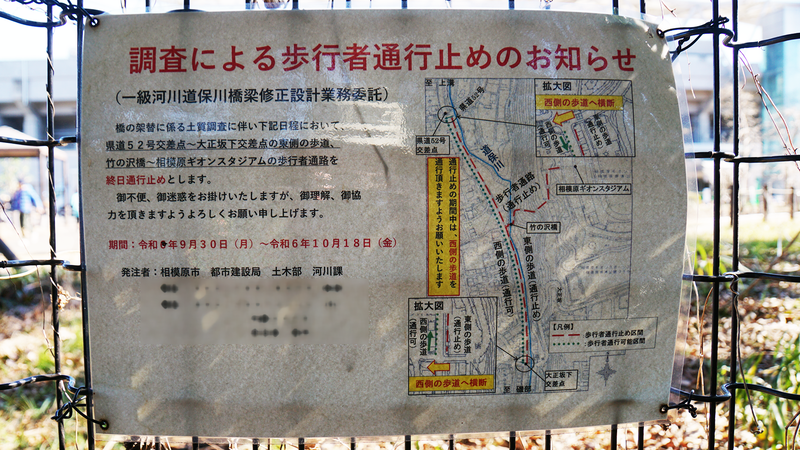 調査による歩行者通行止めのお知らせ
（一級河川道保川橋梁修正設計業務委託）
橋の架替に係る土質調査に伴い下記日程において、
県道５２号交差点～大正坂下交差点の東側の歩道、
竹の沢橋～相模原ギオンスタジアムの歩行者通路を
終日通行止めとします。
御不便、御迷惑をお掛けいたしますが、御理解、御協
力を頂きますようよろしくお願い申し上げます。
期間：令和 年９月３０日（月）～令和６年１０月１８日（金）
発注者：相模原市　都市建設局　土木部　河川課
至 上溝
県道52号
拡大図
西側の歩道へ横断
県道52号
交差点
道保川
歩行者通路
（通行止め）
相模原ギオンスタジアム
竹の沢橋
通行止めの期間中は、西側の歩道を
通行頂きますようお願いいたします
西側の歩道（通行可）
東側の歩道（通行止め）
拡大図
西側の歩道
（通行可）
東側の歩道
（通行止め）
西側の歩道へ横断
【凡例】
：歩行者通行止め区間
：歩行者通行可能区間
大正坂下
交差点
至 磯部